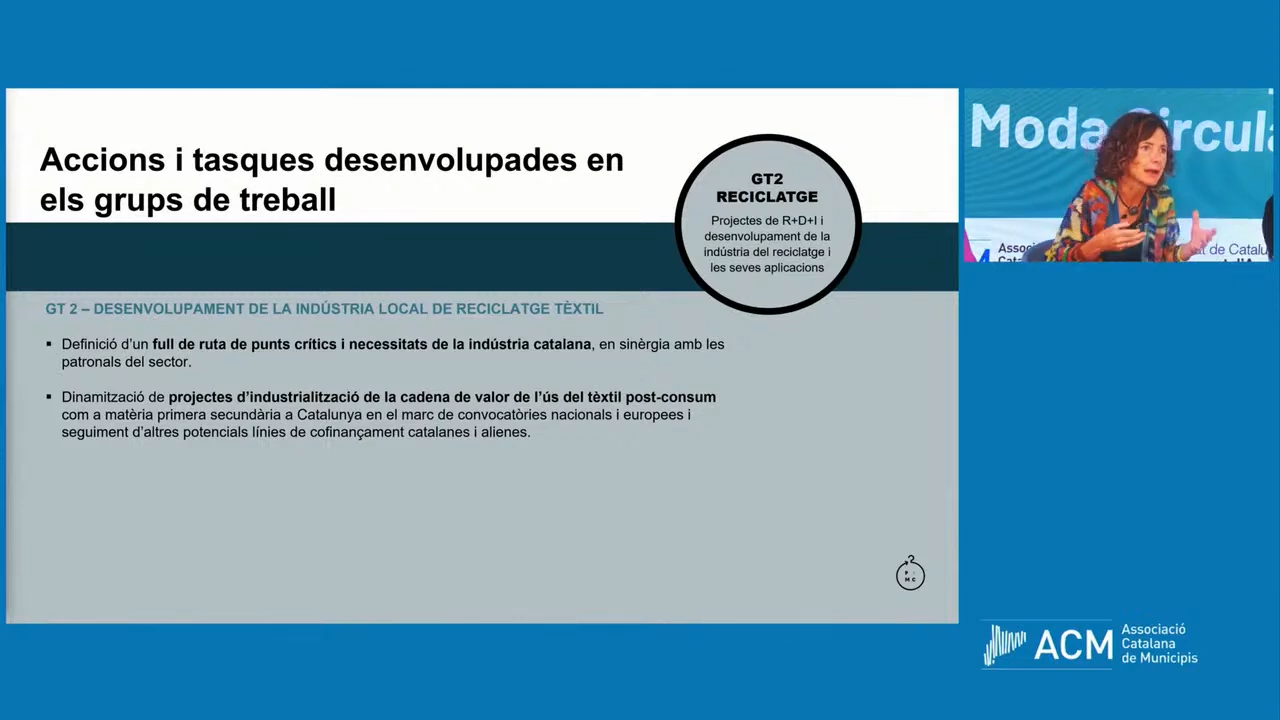 Accions i tasques desenvolupades en
els grups de treball
GT2
RECICLATGE
Projectes de R+D+I i
desenvolupament de la
indústria del reciclatge i
les seves aplicacions
GT 2 – DESENVOLUPAMENT DE LA INDÚSTRIA LOCAL DE RECICLATGE TÈXTIL
▪ Definició d’un full de ruta de punts crítics i necessitats de la indústria catalana, en sinèrgia amb les
patronals del sector.
▪ Dinamització de projectes d’industrialització de la cadena de valor de l’ús del tèxtil post-consum
com a matèria primera secundària a Catalunya en el marc de convocatòries nacionals i europees i
seguiment d’altres potencials línies de cofinançament catalanes i alienes.
Moda Circula
Associ
at de Catalu
ACM
Associació
Catalana
de Municipis